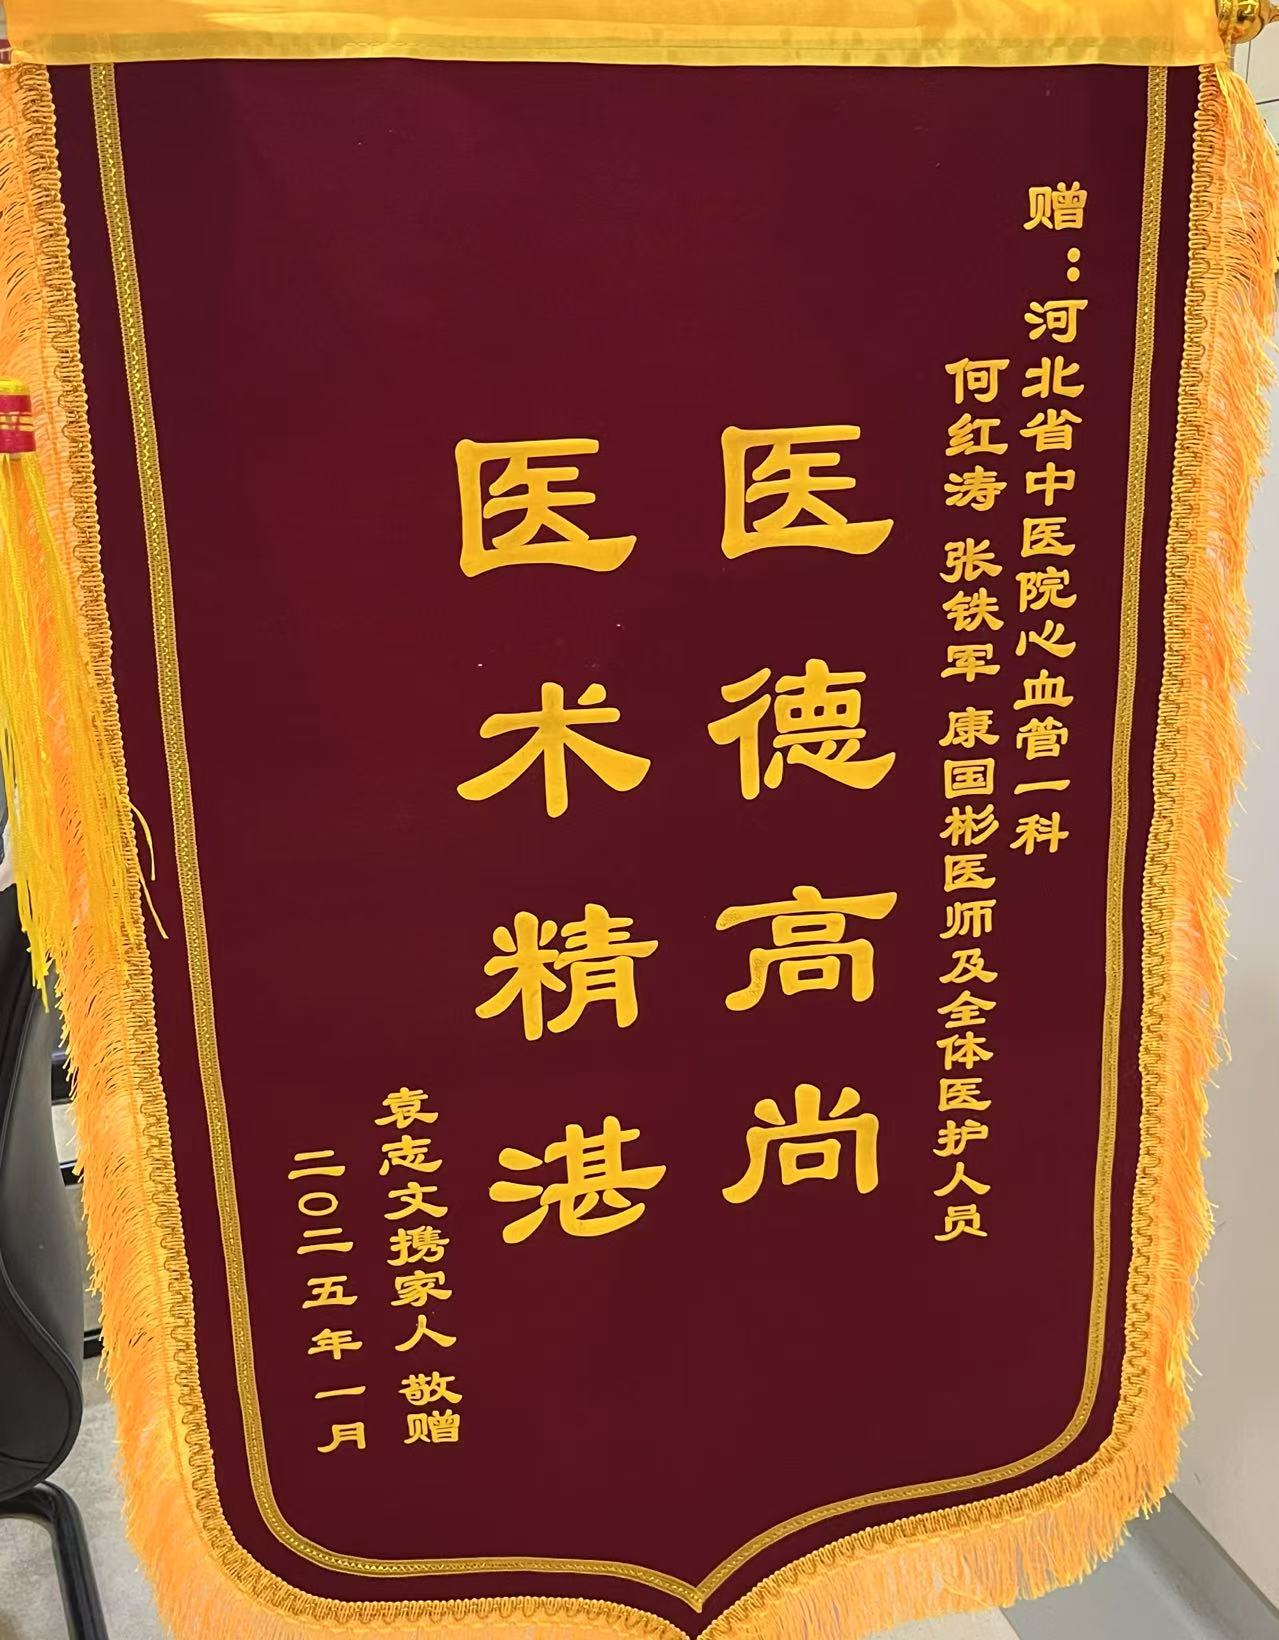 赠：河北省中医院心血管一科
何红涛 张铁军 康国彬医师及全体医护人员
医德高尚
医术精湛
袁志文携家人 敬赠
二〇二五年一月